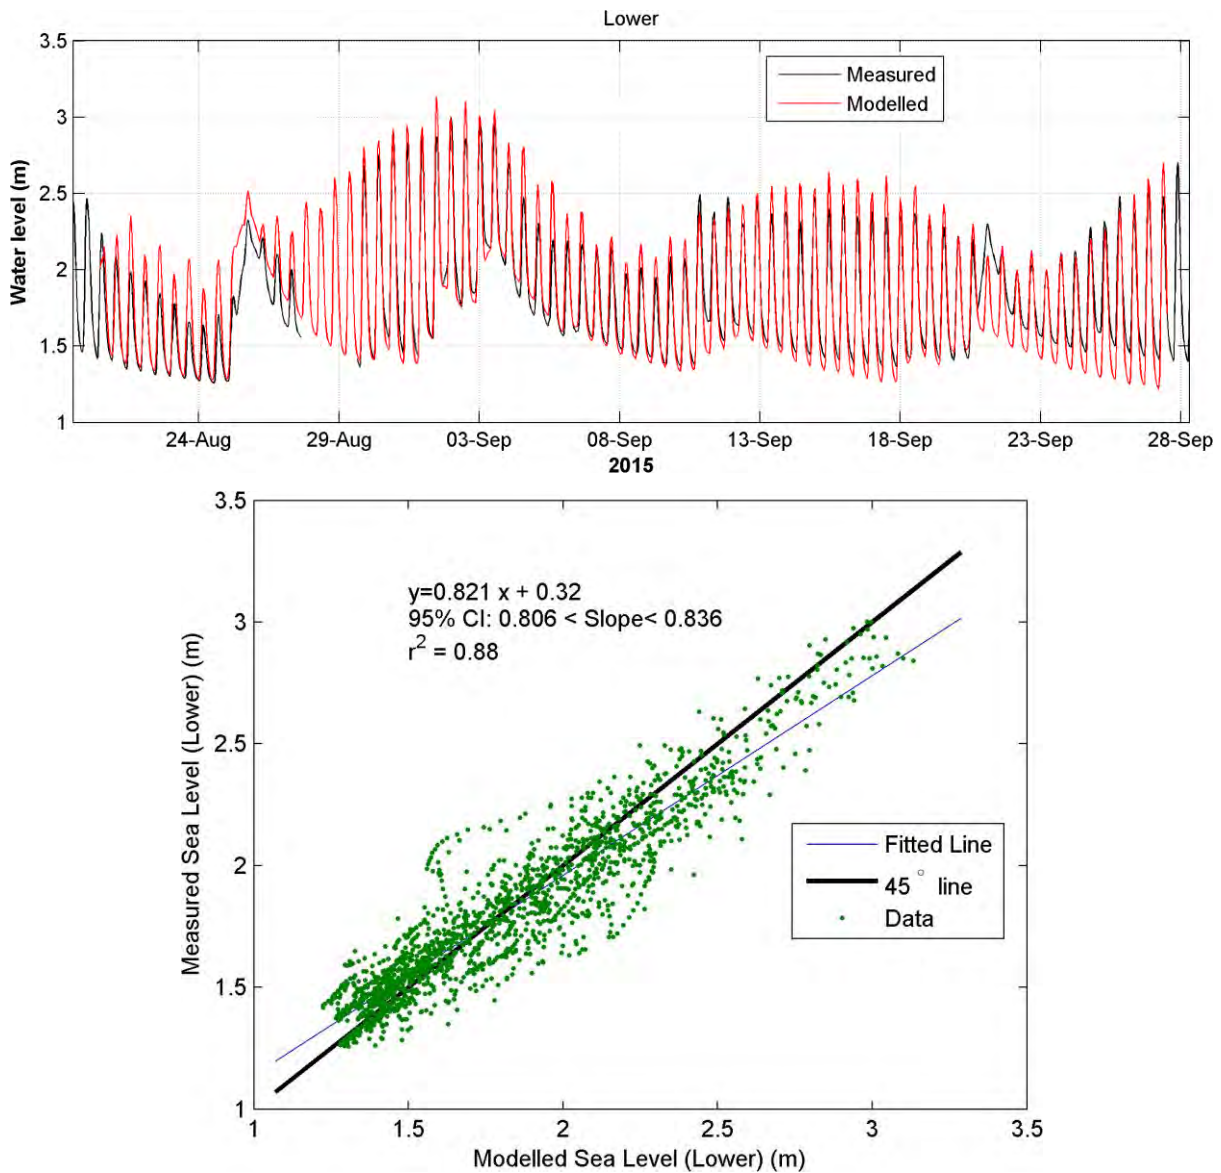 Lower
3.5
3
2.5
2
1.5
1
Water level (m)
Measured
Modelled
24-Aug 29-Aug 03-Sep 08-Sep 13-Sep 18-Sep 23-Sep 28-Sep
2015
3.5
3
2.5
2
1.5
1
Measured Sea Level (Lower) (m)
y=0.821 x + 0.32
95% CI: 0.806 < Slope< 0.836
r² = 0.88
Fitted Line
45° line
Data
1 1.5 2 2.5 3 3.5
Modelled Sea Level (Lower) (m)